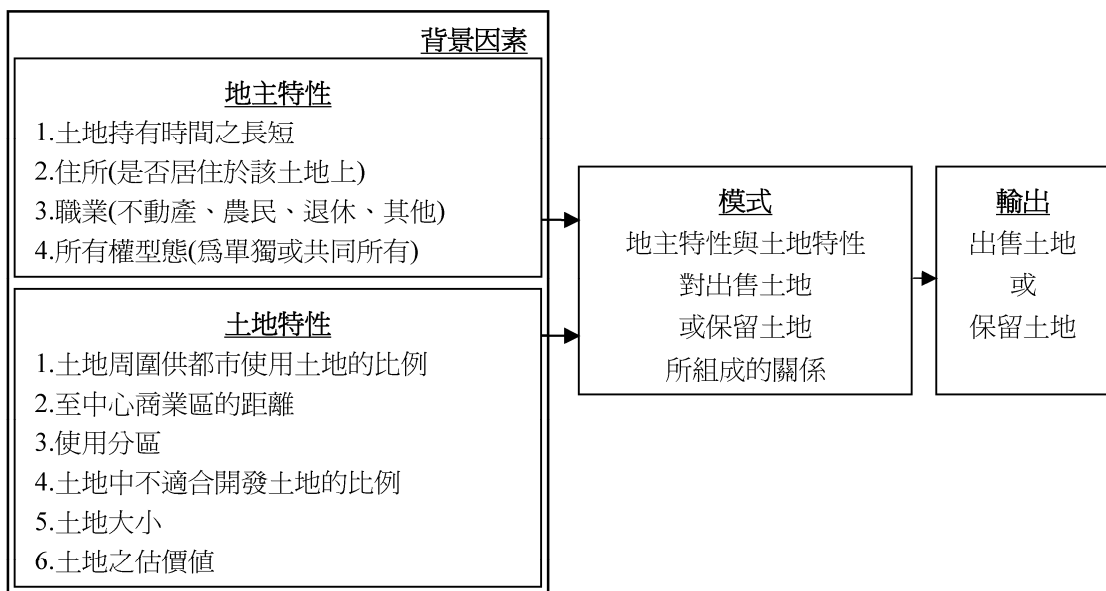 背景因素
地主特性
1.土地持有時間之長短
2.住所(是否居住於該土地上)
3.職業(不動產、農民、退休、其他)
4.所有權型態(為單獨或共同所有)
土地特性
1.土地周圍供都市使用土地的比例
2.至中心商業區的距離
3.使用分區
4.土地中不適合開發土地的比例
5.土地大小
6.土地之估價值
模式
地主特性與土地特性
對出售土地
或保留土地
所組成的關係
輸出
出售土地
或
保留土地